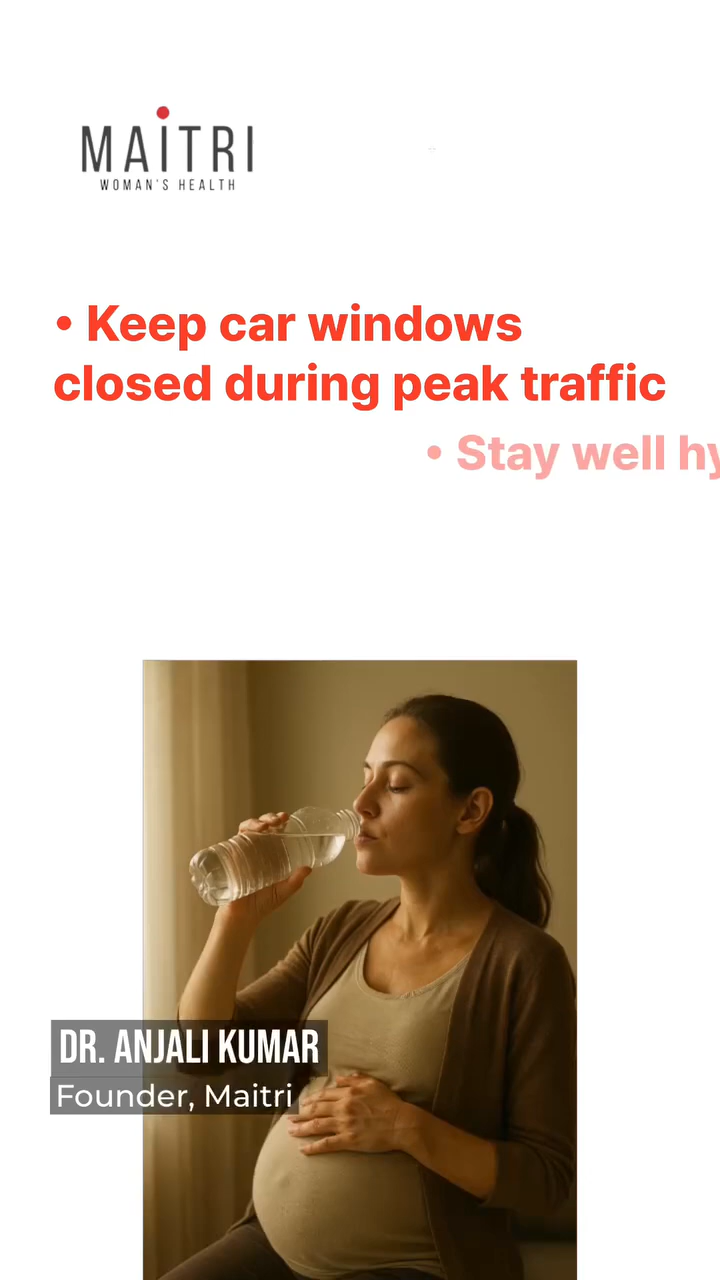 MAITRI
WOMAN'S HEALTH
• Keep car windows
closed during peak traffic
• Stay well
DR. ANJALI KUMAR
Founder, Maitri